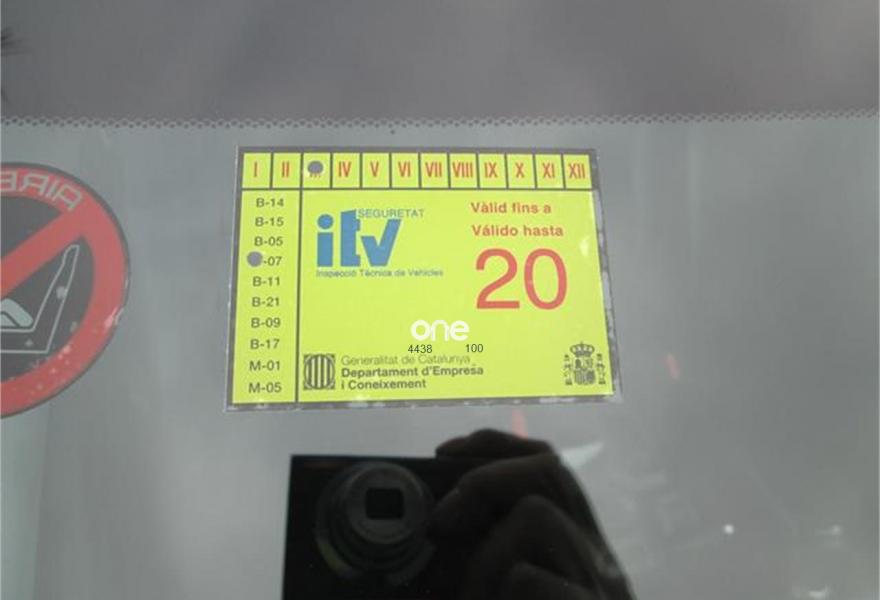 I II IV V VI VII VIII IX X XI XII
B-14
B-15
B-05
-07
B-11
B-21
B-09
B-17
M-01
M-05
SEGURETAT
itv
Inspecció Tècnica de Vehicles
Vàlid fins a
Válido hasta
20
one
4438 100
Generalitat de Catalunya
Departament d'Empresa
i Coneixement
AIRB